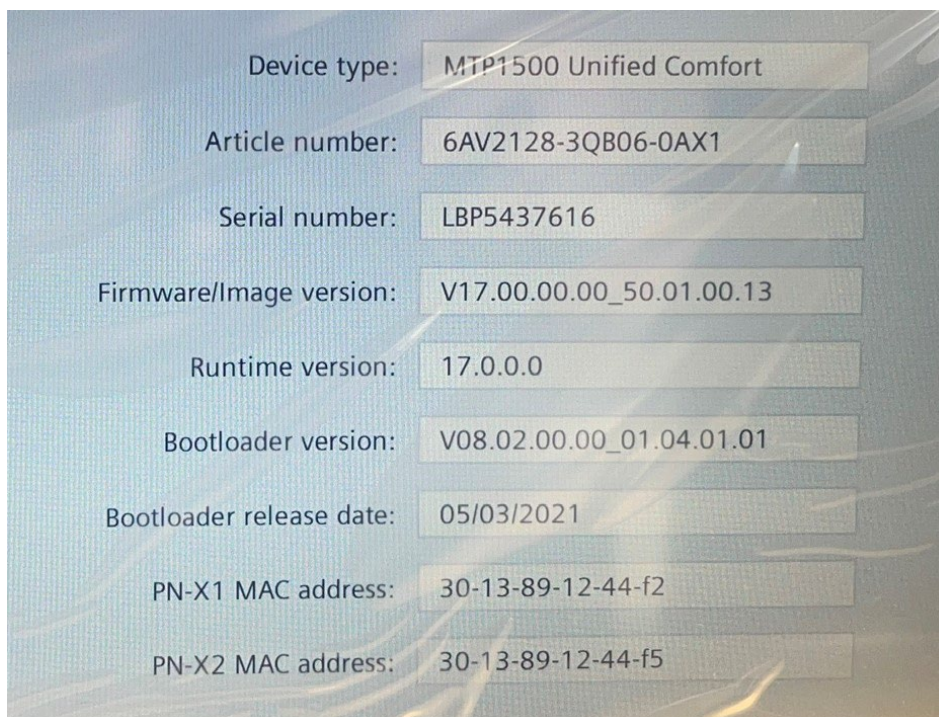 Device type: MTP1500 Unified Comfort
Article number: 6AV2128-3QB06-0AX1
Serial number: LBP5437616
Firmware/Image version: V17.00.00.00_50.01.00.13
Runtime version: 17.0.0.0
Bootloader version: V08.02.00.00_01.04.01.01
Bootloader release date: 05/03/2021
PN-X1 MAC address: 30-13-89-12-44-f2
PN-X2 MAC address: 30-13-89-12-44-f5